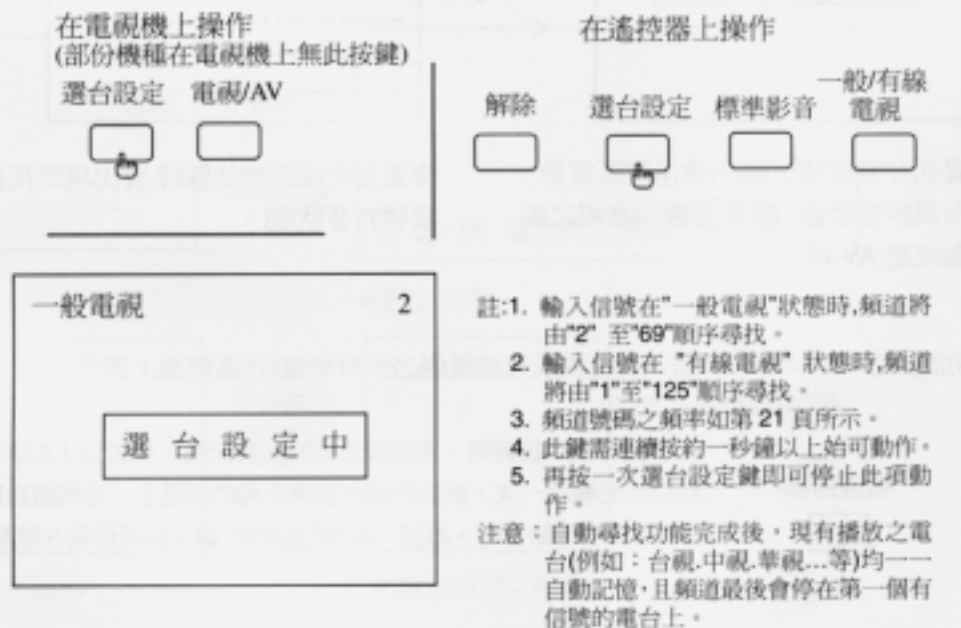 在電視機上操作
(部份機種在電視機上無此按鍵)
選台設定 電視/AV
在遙控器上操作
解除 選台設定 標準影音 一般/有線
電視
一般電視 2
選台設定中
註:1. 輸入信號在"一般電視"狀態時,頻道將
由"2" 至"69"順序尋找。
2. 輸入信號在 "有線電視" 狀態時,頻道
將由"1"至"125"順序尋找。
3. 頻道號碼之頻率如第 21 頁所示。
4. 此鍵需連續按約一秒鐘以上始可動作。
5. 再按一次選台設定鍵即可停止此項動
作。
注意:自動尋找功能完成後,現有播放之電
台(例如:台視.中視.華視...等)均一一
自動記憶,且頻道最後會停在第一個有
信號的電台上。